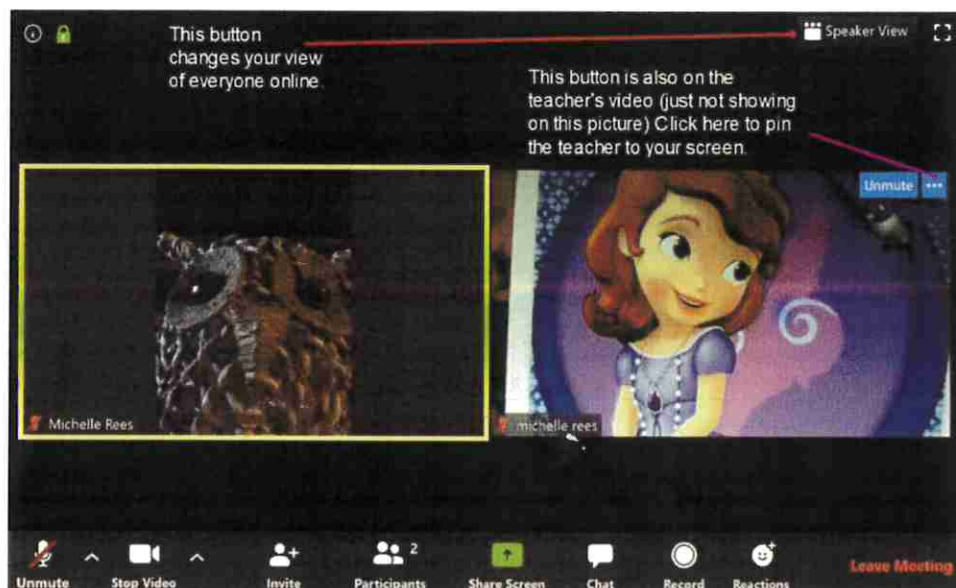 This button
changes your view
of everyone online.
Speaker View
This button is also on the
teacher's video (just not showing
on this picture) Click here to pin
the teacher to your screen.
Unmute
Michelle Rees
michelle rees
Unmute
Stop Video
Invite
2
Participants
Share Screen
Chat
Record
Reactions
Leave Meeting